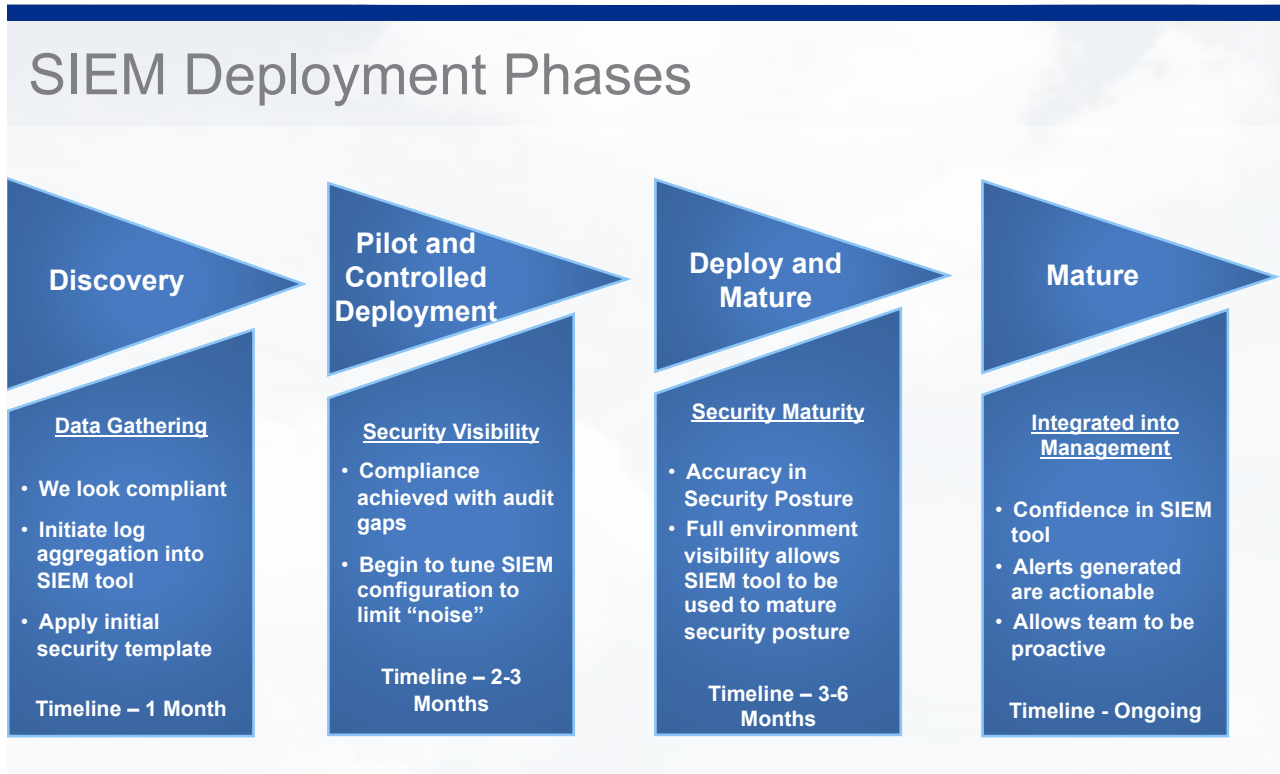 SIEM Deployment Phases
Discovery
Data Gathering
• We look compliant
• Initiate log
aggregation into
SIEM tool
• Apply initial
security template
Timeline – 1 Month
Pilot and
Controlled
Deployment
Security Visibility
• Compliance
achieved with audit
gaps
• Begin to tune SIEM
configuration to
limit “noise”
Timeline – 2-3
Months
Deploy and
Mature
Security Maturity
• Accuracy in
Security Posture
• Full environment
visibility allows
SIEM tool to be
used to mature
security posture
Timeline – 3-6
Months
Mature
Integrated into
Management
• Confidence in SIEM
tool
• Alerts generated
are actionable
• Allows team to be
proactive
Timeline - Ongoing